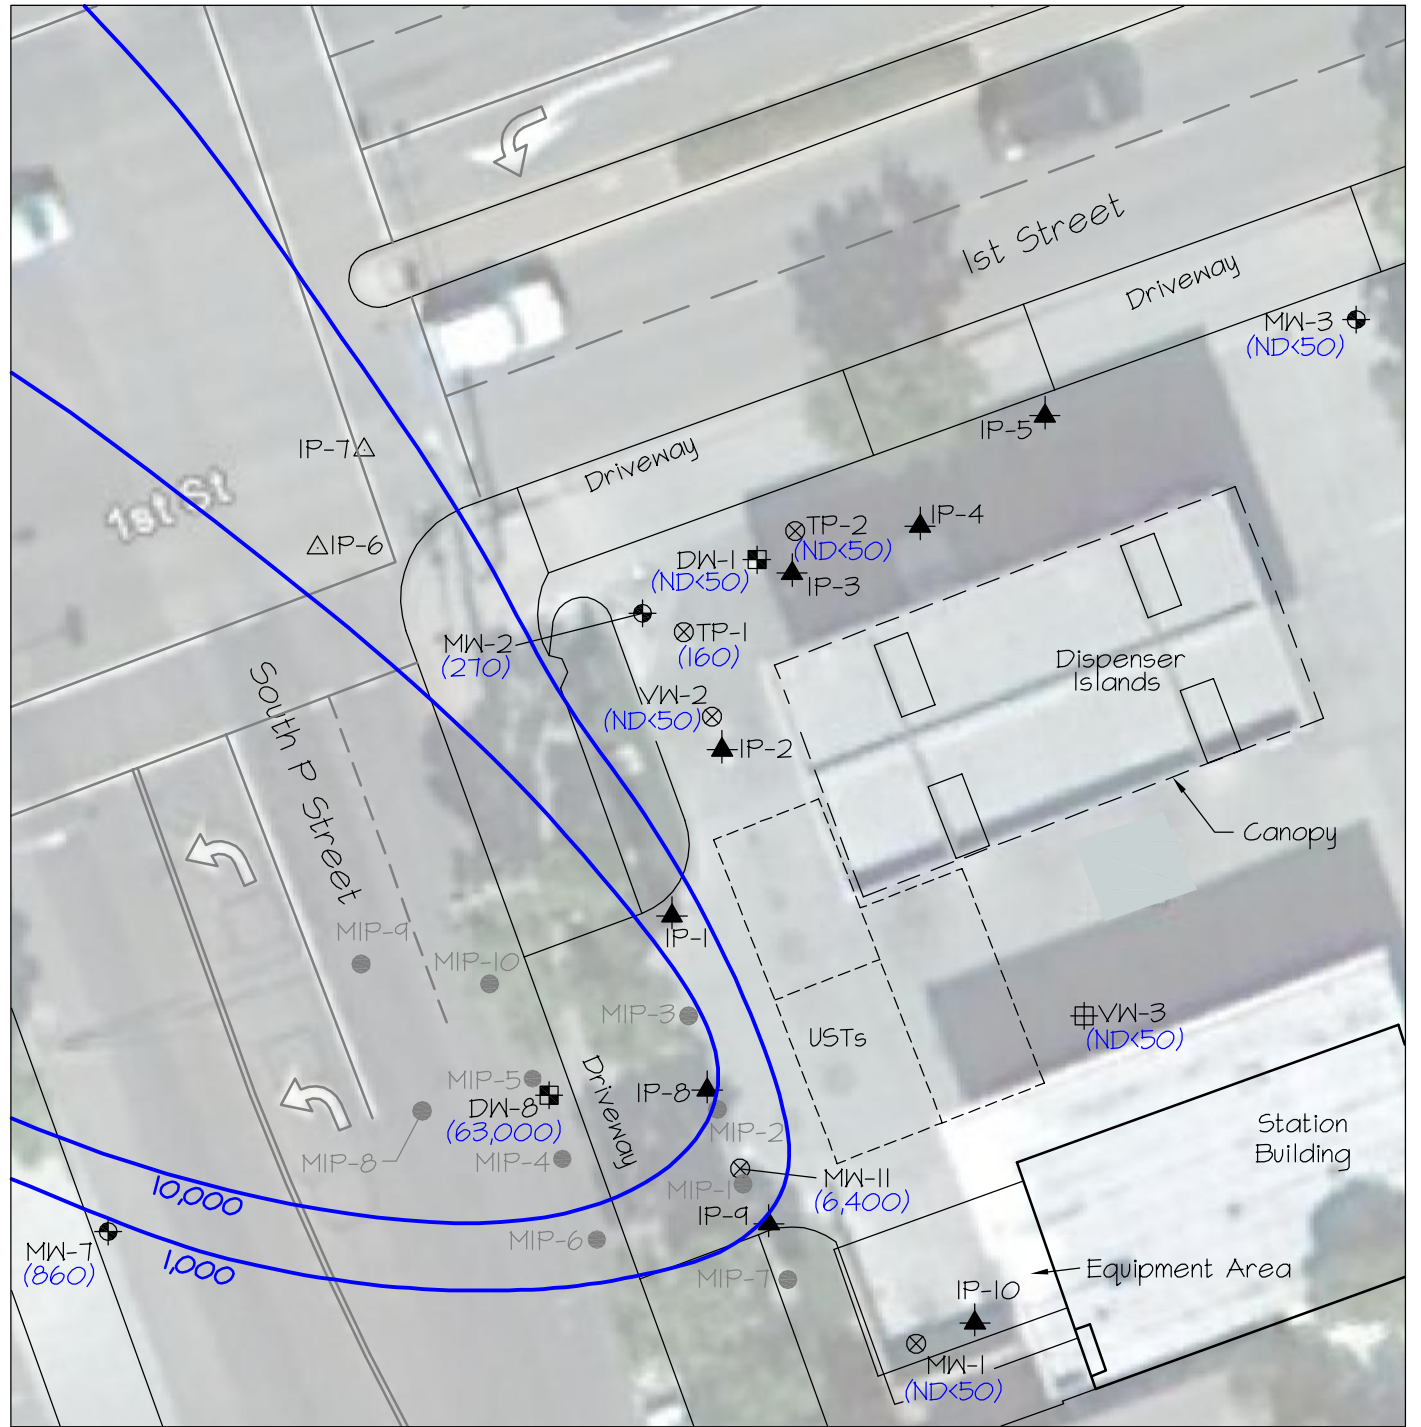 1st Street
Driveway
MW-3
(ND<50)
IP-5
Driveway
IP-7
1st St
IP-6
TP-2
(ND<50)
IP-4
DW-1
(ND<50)
IP-3
MW-2
(270)
TP-1
(160)
VW-2
(ND<50)
IP-2
Dispenser
Islands
South P Street
Canopy
MIP-9
IP-1
MIP-10
MIP-3
USTs
VW-3
(ND<50)
Driveway
MIP-5
DW-8
(63,000)
IP-8
MIP-2
MIP-8
MIP-4
Station
Building
10,000
MIP-1
MW-11
(6,400)
IP-9
MIP-6
MW-7
(860)
1,000
MIP-7
Equipment Area
IP-10
MW-1
(ND<50)